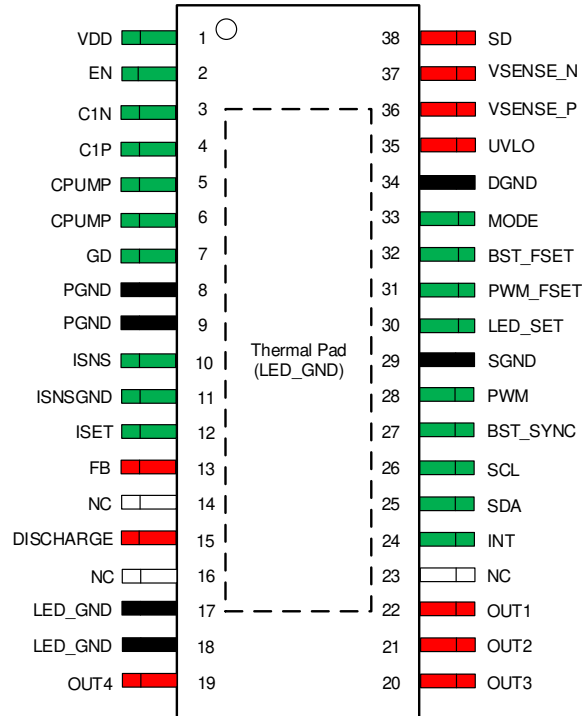 VDD 1 38 SD
EN 2 37 VSENSE_N
C1N 3 36 VSENSE_P
C1P 4 35 UVLO
CPUMP 5 34 DGND
CPUMP 6 33 MODE
GD 7 32 BST_FSET
PGND 8 31 PWM_FSET
PGND 9 30 LED_SET
Thermal Pad
(LED_GND)
ISNS 10 29 SGND
ISNSGND 11 28 PWM
ISET 12 27 BST_SYNC
FB 13 26 SCL
NC 14 25 SDA
DISCHARGE 15 24 INT
NC 16 23 NC
LED_GND 17 22 OUT1
LED_GND 18 21 OUT2
OUT4 19 20 OUT3